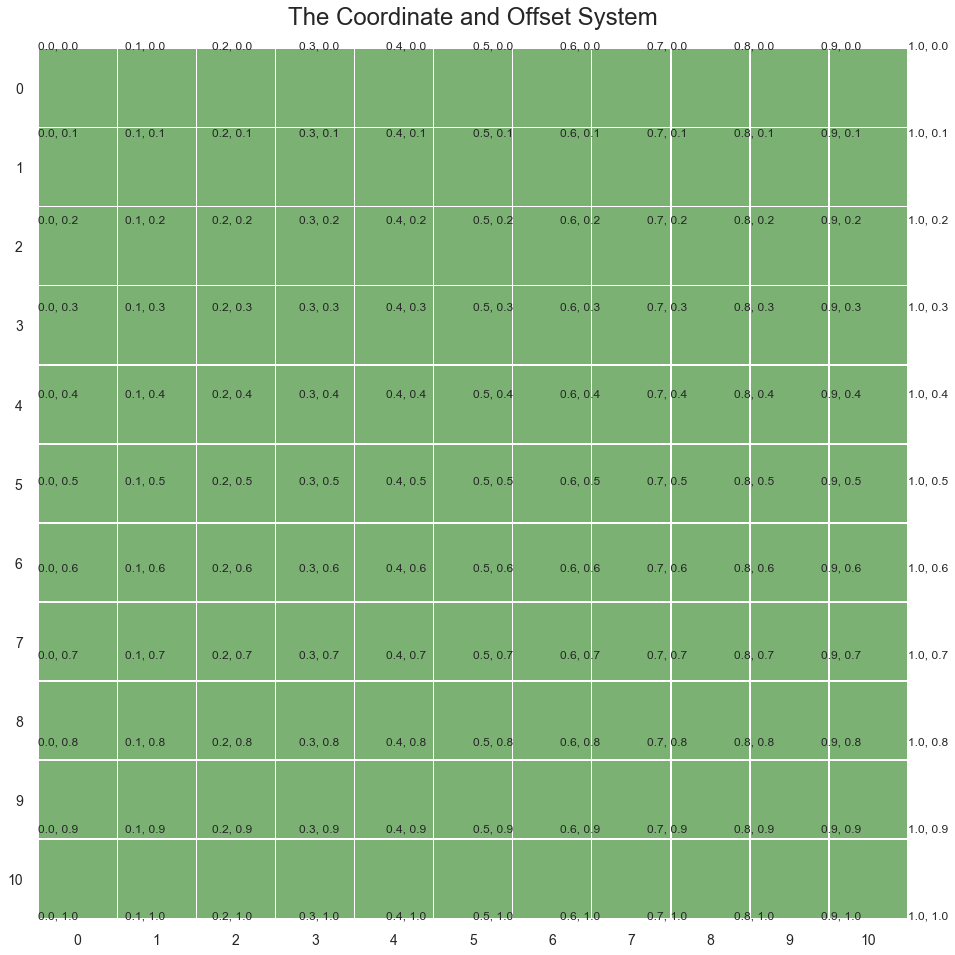 The Coordinate and Offset System
0.0, 0.0 0.1, 0.0 0.2, 0.0 0.3, 0.0 0.4, 0.0 0.5, 0.0 0.6, 0.0 0.7, 0.0 0.8, 0.0 0.9, 0.0 1.0, 0.0
0
0.0, 0.1 0.1, 0.1 0.2, 0.1 0.3, 0.1 0.4, 0.1 0.5, 0.1 0.6, 0.1 0.7, 0.1 0.8, 0.1 0.9, 0.1 1.0, 0.1
1
0.0, 0.2 0.1, 0.2 0.2, 0.2 0.3, 0.2 0.4, 0.2 0.5, 0.2 0.6, 0.2 0.7, 0.2 0.8, 0.2 0.9, 0.2 1.0, 0.2
2
0.0, 0.3 0.1, 0.3 0.2, 0.3 0.3, 0.3 0.4, 0.3 0.5, 0.3 0.6, 0.3 0.7, 0.3 0.8, 0.3 0.9, 0.3 1.0, 0.3
3
0.0, 0.4 0.1, 0.4 0.2, 0.4 0.3, 0.4 0.4, 0.4 0.5, 0.4 0.6, 0.4 0.7, 0.4 0.8, 0.4 0.9, 0.4 1.0, 0.4
4
0.0, 0.5 0.1, 0.5 0.2, 0.5 0.3, 0.5 0.4, 0.5 0.5, 0.5 0.6, 0.5 0.7, 0.5 0.8, 0.5 0.9, 0.5 1.0, 0.5
5
6
0.0, 0.6 0.1, 0.6 0.2, 0.6 0.3, 0.6 0.4, 0.6 0.5, 0.6 0.6, 0.6 0.7, 0.6 0.8, 0.6 0.9, 0.6 1.0, 0.6
7
0.0, 0.7 0.1, 0.7 0.2, 0.7 0.3, 0.7 0.4, 0.7 0.5, 0.7 0.6, 0.7 0.7, 0.7 0.8, 0.7 0.9, 0.7 1.0, 0.7
8
0.0, 0.8 0.1, 0.8 0.2, 0.8 0.3, 0.8 0.4, 0.8 0.5, 0.8 0.6, 0.8 0.7, 0.8 0.8, 0.8 0.9, 0.8 1.0, 0.8
9
0.0, 0.9 0.1, 0.9 0.2, 0.9 0.3, 0.9 0.4, 0.9 0.5, 0.9 0.6, 0.9 0.7, 0.9 0.8, 0.9 0.9, 0.9 1.0, 0.9
10
0.0, 1.0 0.1, 1.0 0.2, 1.0 0.3, 1.0 0.4, 1.0 0.5, 1.0 0.6, 1.0 0.7, 1.0 0.8, 1.0 0.9, 1.0 1.0, 1.0
0 1 2 3 4 5 6 7 8 9 10